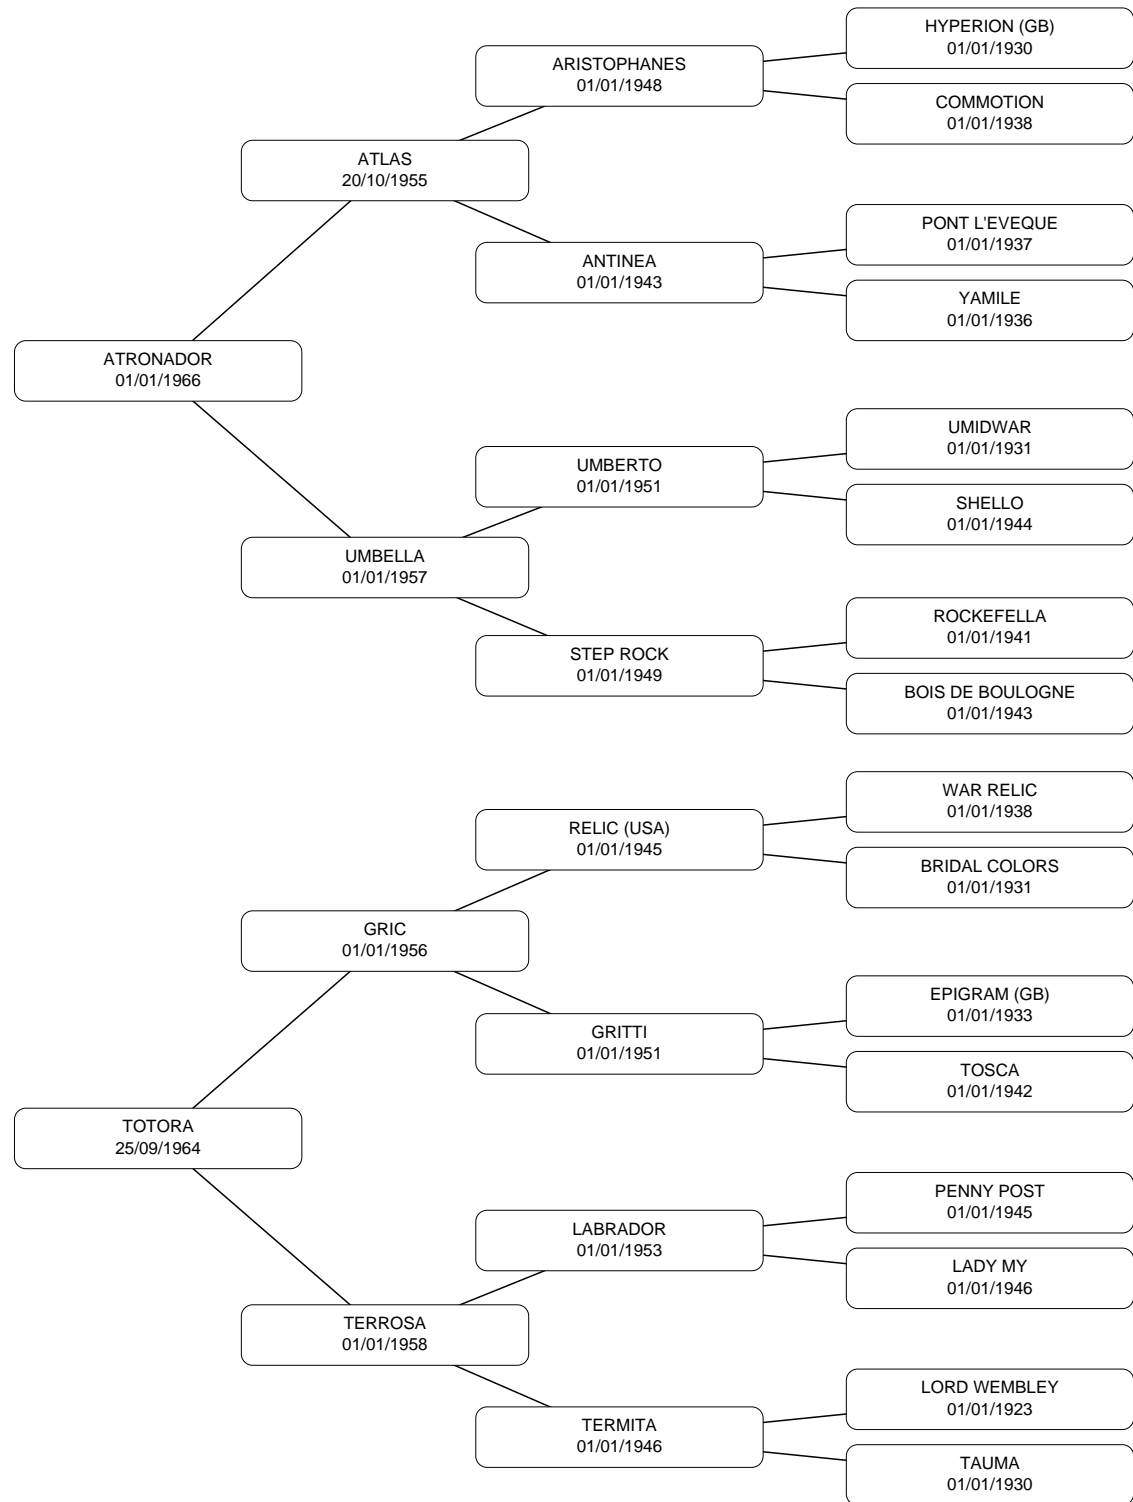 HYPERION (GB)
01/01/1930
ARISTOPHANES
01/01/1948
COMMOTION
01/01/1938
ATLAS
20/10/1955
PONT L'EVEQUE
01/01/1937
ANTINEA
01/01/1943
YAMILE
01/01/1936
ATRONADOR
01/01/1966
UMIDWAR
01/01/1931
UMBERTO
01/01/1951
SHELLO
01/01/1944
UMBELLA
01/01/1957
ROCKEFELLA
01/01/1941
STEP ROCK
01/01/1949
BOIS DE BOULOGNE
01/01/1943
WAR RELIC
01/01/1938
RELIC (USA)
01/01/1945
BRIDAL COLORS
01/01/1931
GRIC
01/01/1956
EPIGRAM (GB)
01/01/1933
GRITTI
01/01/1951
TOSCA
01/01/1942
TOTORA
25/09/1964
PENNY POST
01/01/1945
LABRADOR
01/01/1953
LADY MY
01/01/1946
TERROSA
01/01/1958
LORD WEMBLEY
01/01/1923
TERMITA
01/01/1946
TAUMA
01/01/1930